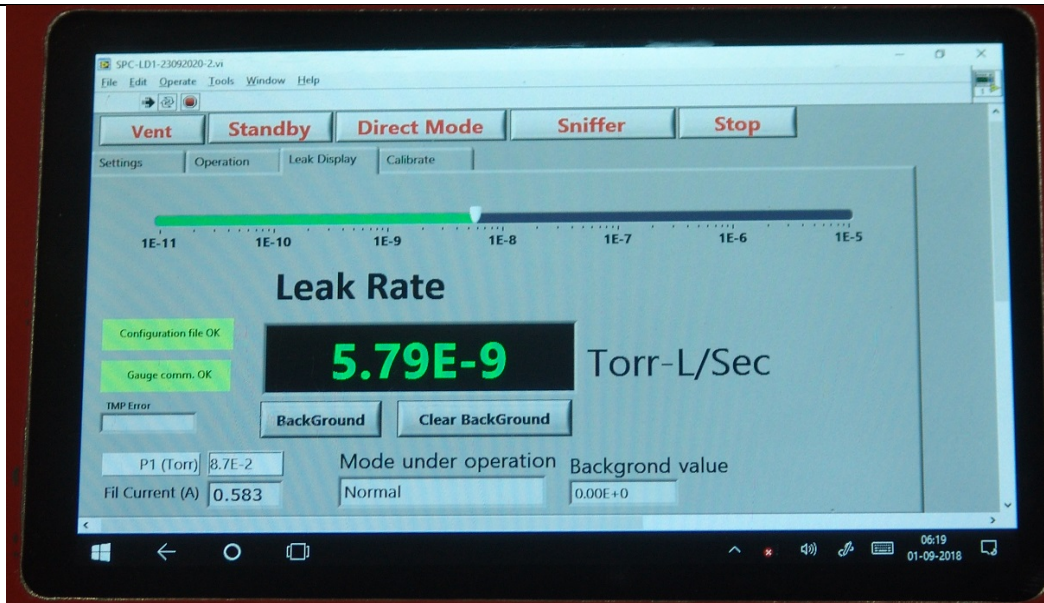 SPC-LD1-23092020-2.vi
File Edit Operate Tools Window Help
Vent Standby Direct Mode Sniffer Stop
Settings Operation Leak Display Calibrate
1E-11 1E-10 1E-9 1E-8 1E-7 1E-6 1E-5
Leak Rate
Configuration file OK
5.79E-9 Torr-L/Sec
Gauge comm. OK
TMP Error
BackGround Clear BackGround
P1 (Torr) 8.7E-2 Mode under operation Backgrond value
Fil Current (A) 0.583 Normal 0.00E+0
06:19
01-09-2018